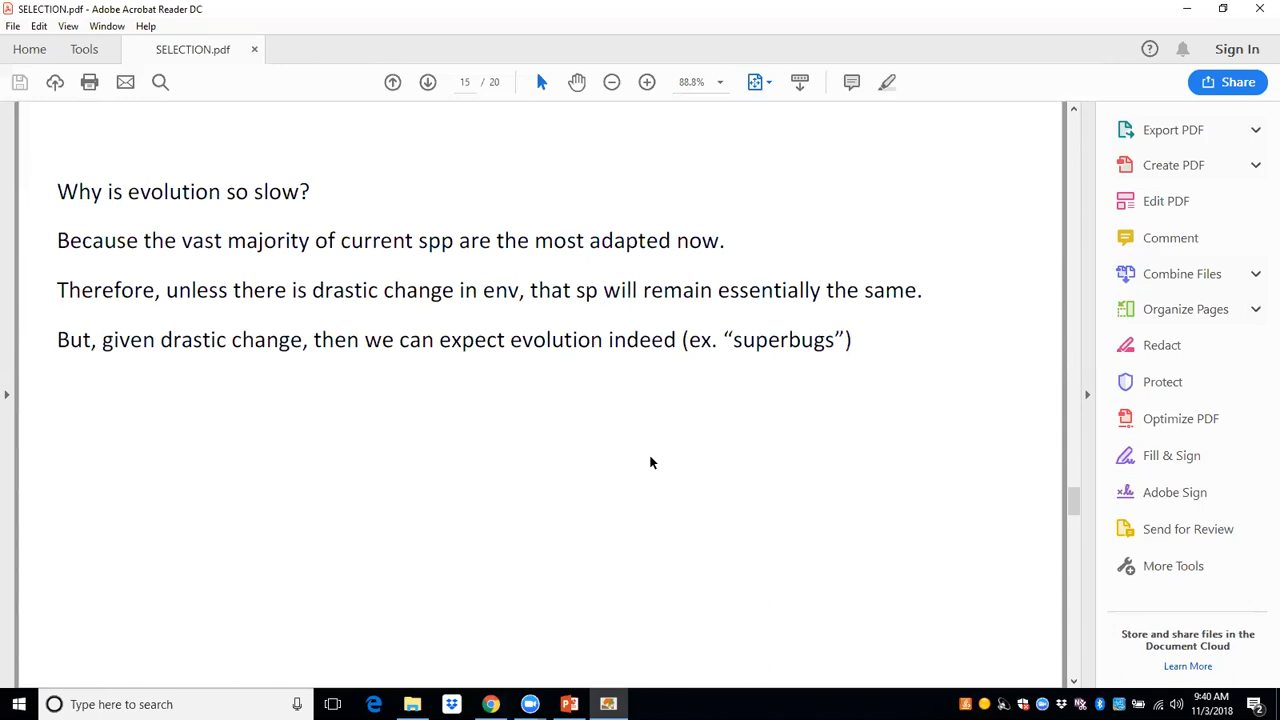 SELECTION.pdf - Adobe Acrobat Reader DC
File Edit View Window Help
Home Tools SELECTION.pdf × Sign In
15 / 20 88.8% Share
Why is evolution so slow?
Because the vast majority of current spp are the most adapted now.
Therefore, unless there is drastic change in env, that sp will remain essentially the same.
But, given drastic change, then we can expect evolution indeed (ex. “superbugs”)
Export PDF
Create PDF
Edit PDF
Comment
Combine Files
Organize Pages
Redact
Protect
Optimize PDF
Fill & Sign
Adobe Sign
Send for Review
More Tools
Store and share files in the
Document Cloud
Learn More
Type here to search
9:40 AM
11/3/2018
2